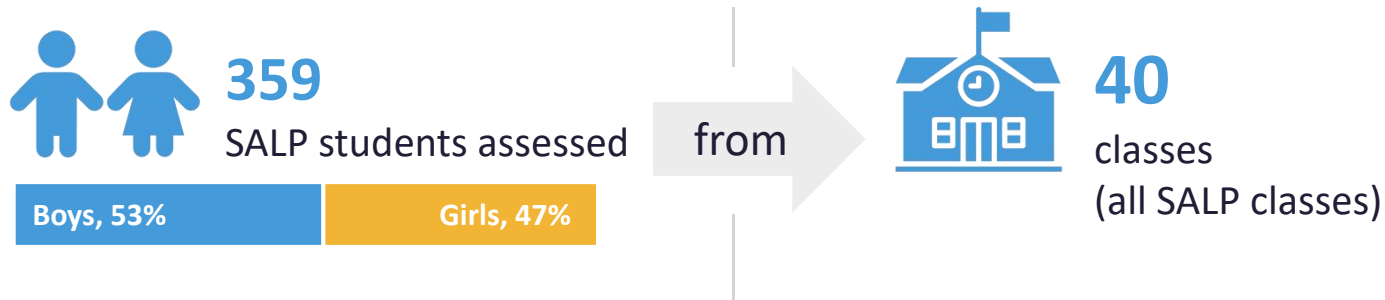 359
SALP students assessed
Boys, 53%
Girls, 47%
from
40
classes
(all SALP classes)